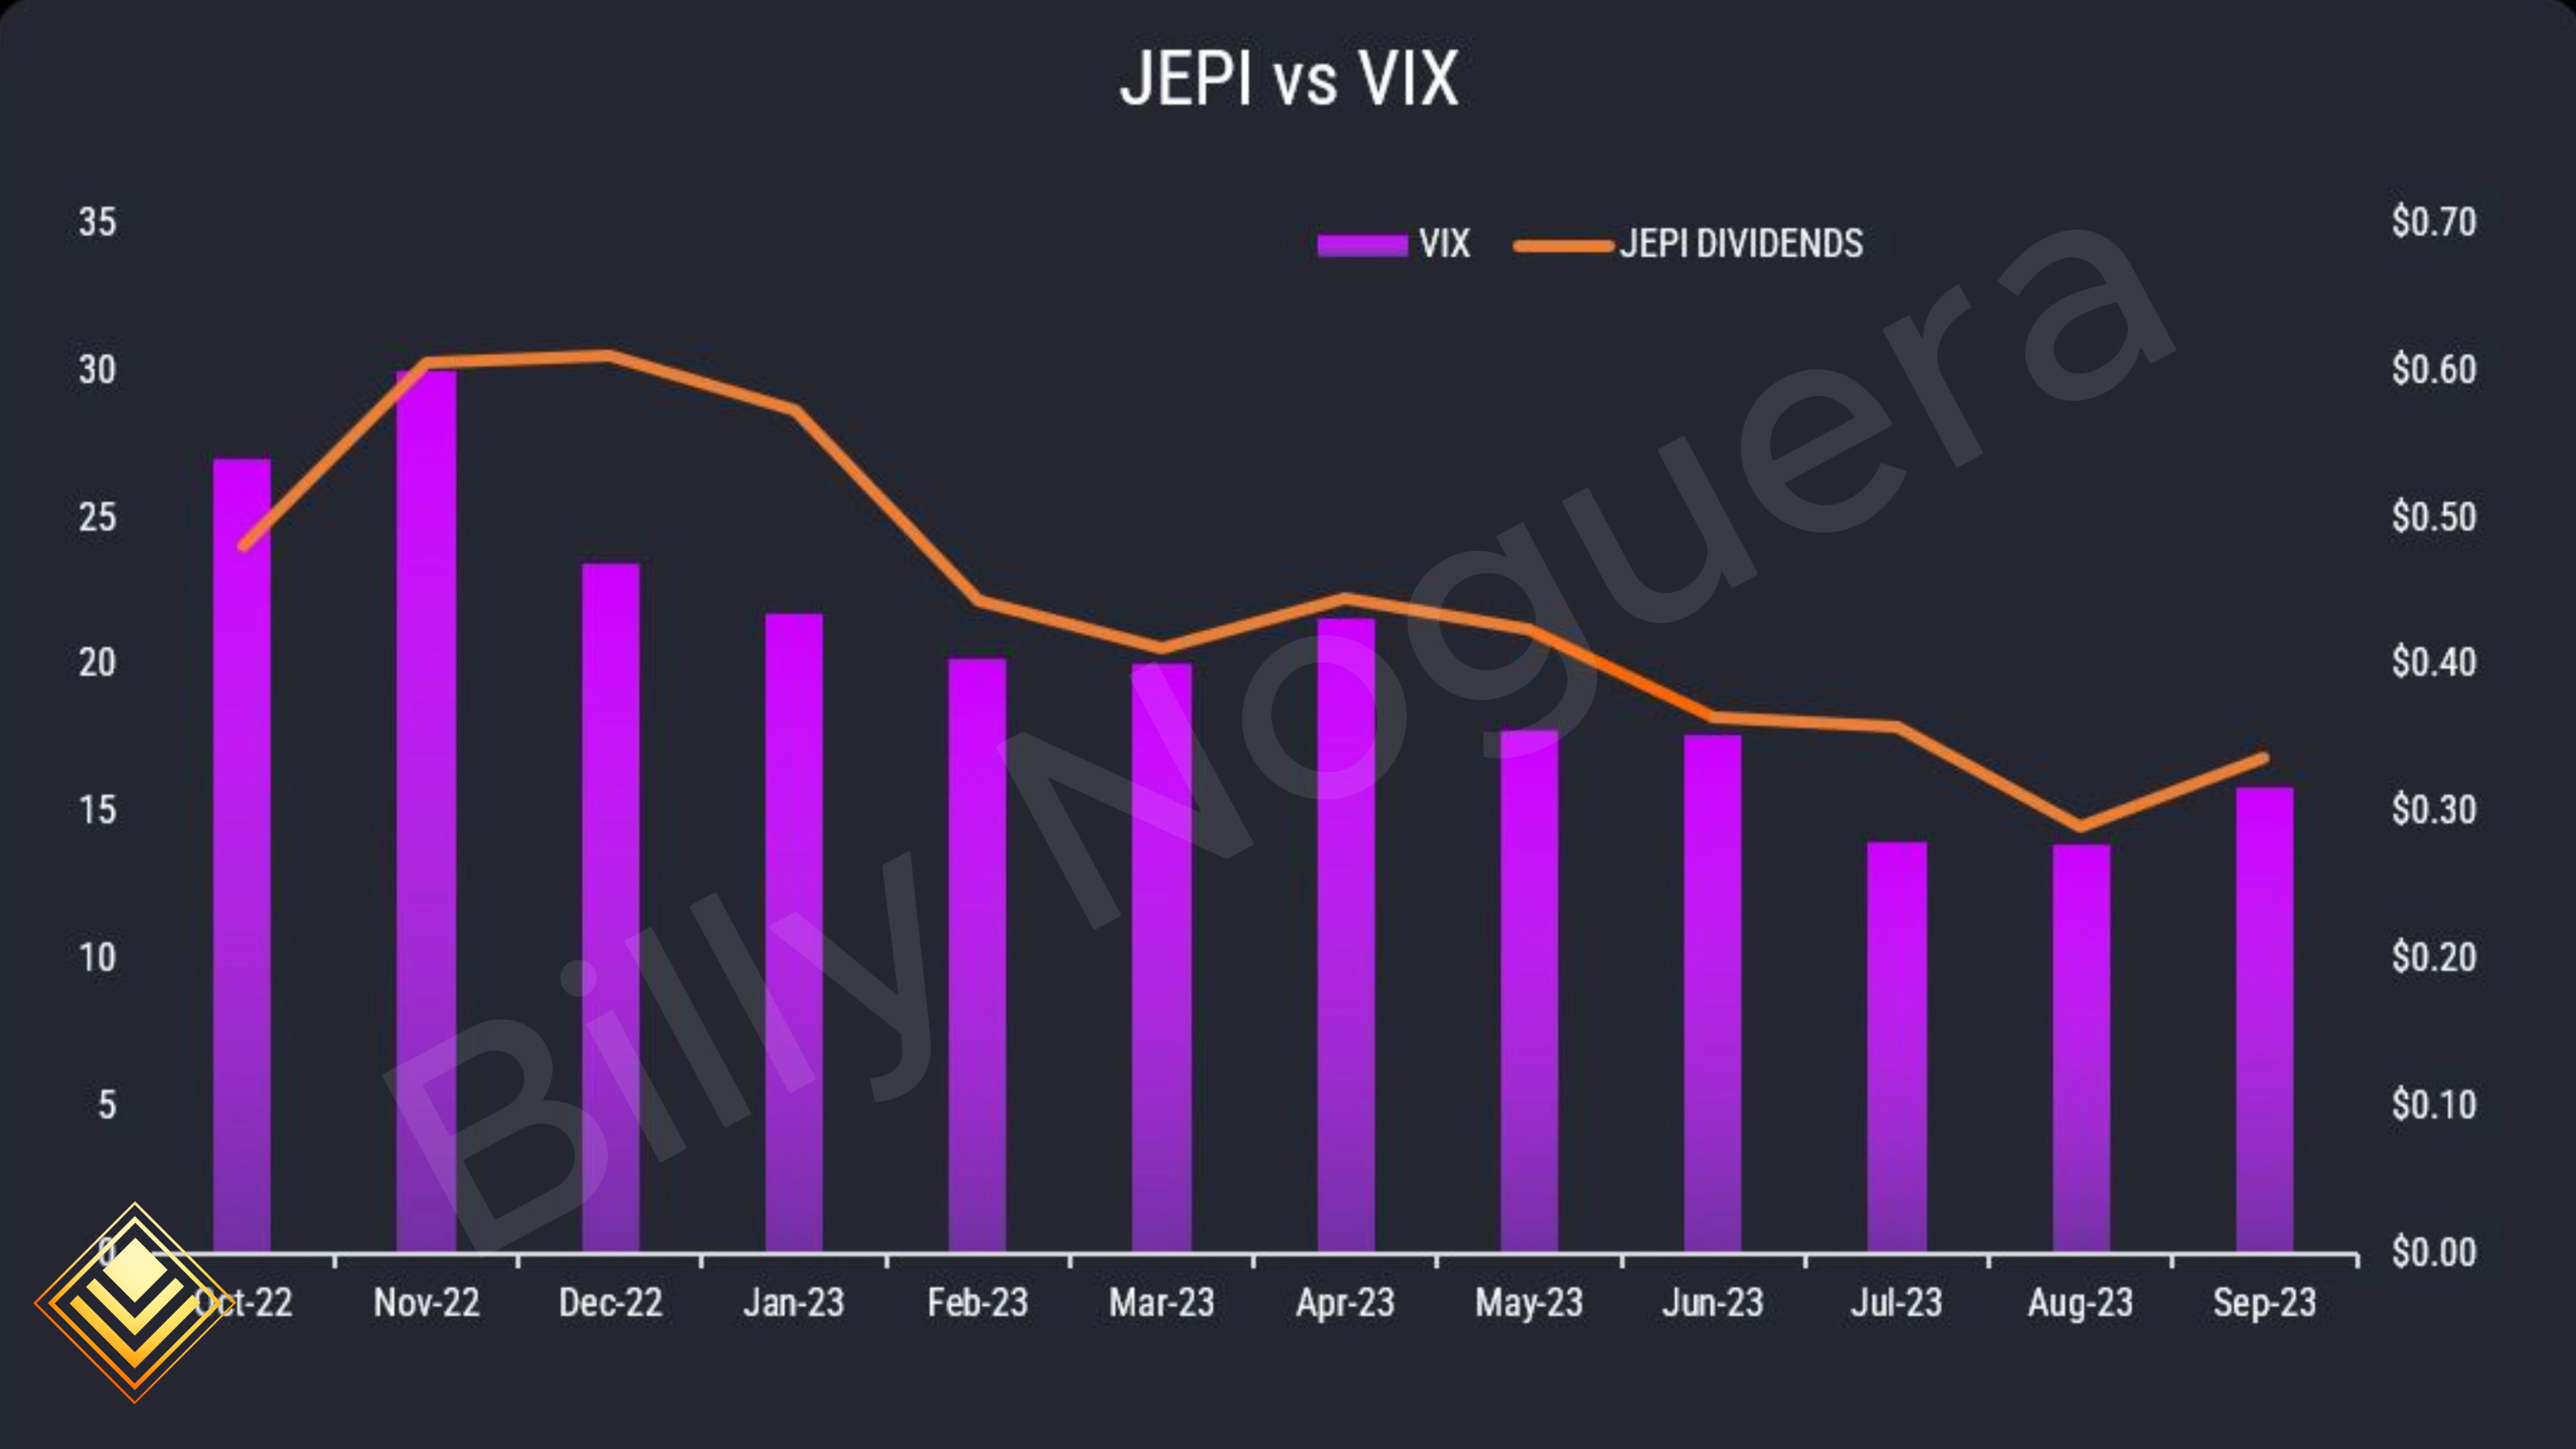 JEPI vs VIX
VIX JEPI DIVIDENDS
35 $0.70
30 $0.60
25 $0.50
20 $0.40
15 $0.30
10 $0.20
5 $0.10
0 $0.00
Oct-22 Nov-22 Dec-22 Jan-23 Feb-23 Mar-23 Apr-23 May-23 Jun-23 Jul-23 Aug-23 Sep-23
Billy Noguera